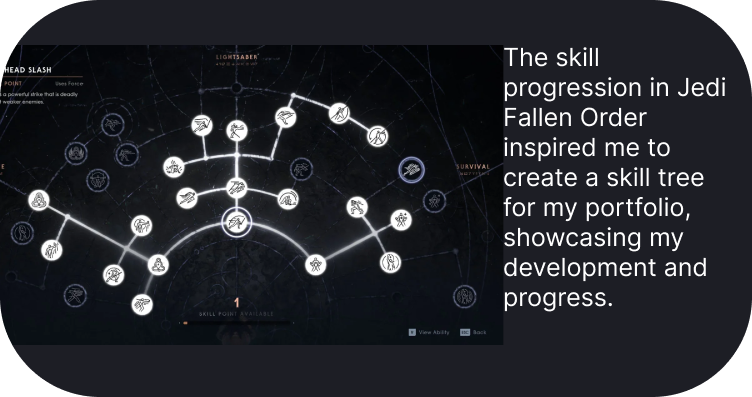 LIGHTSABER
HEAD SLASH
POINT Uses Force
a powerful strike that is deadly
weaker enemies.
SURVIVAL
1
SKILL POINT AVAILABLE
View Ability
Back
The skill
progression in Jedi
Fallen Order
inspired me to
create a skill tree
for my portfolio,
showcasing my
development and
progress.